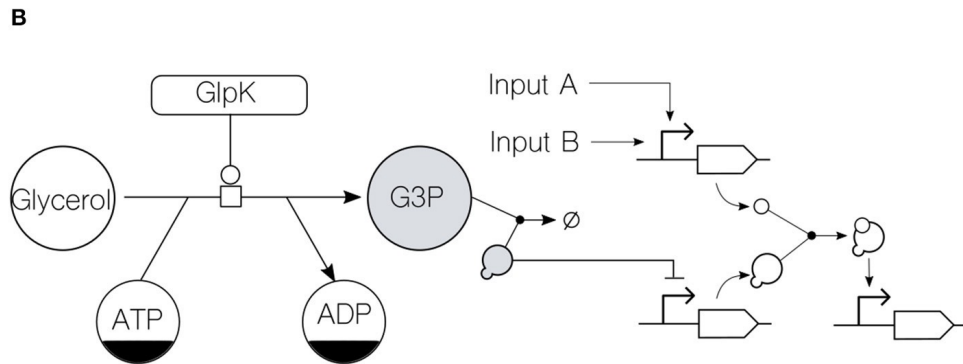 B
GlpK
Input A
Input B
Glycerol
G3P
∅
ATP
ADP